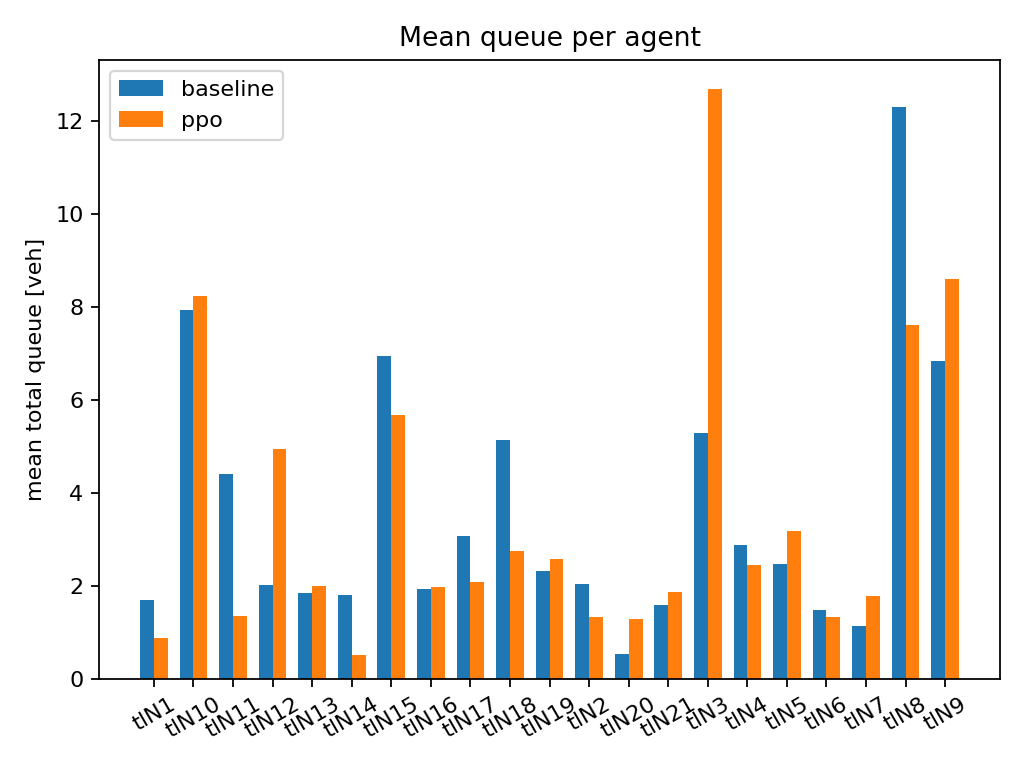 Mean queue per agent
baseline
ppo
mean total queue [veh]
12
10
8
6
4
2
0
tlN1
tlN10
tlN11
tlN12
tlN13
tlN14
tlN15
tlN16
tlN17
tlN18
tlN19
tlN2
tlN20
tlN21
tlN3
tlN4
tlN5
tlN6
tlN7
tlN8
tlN9